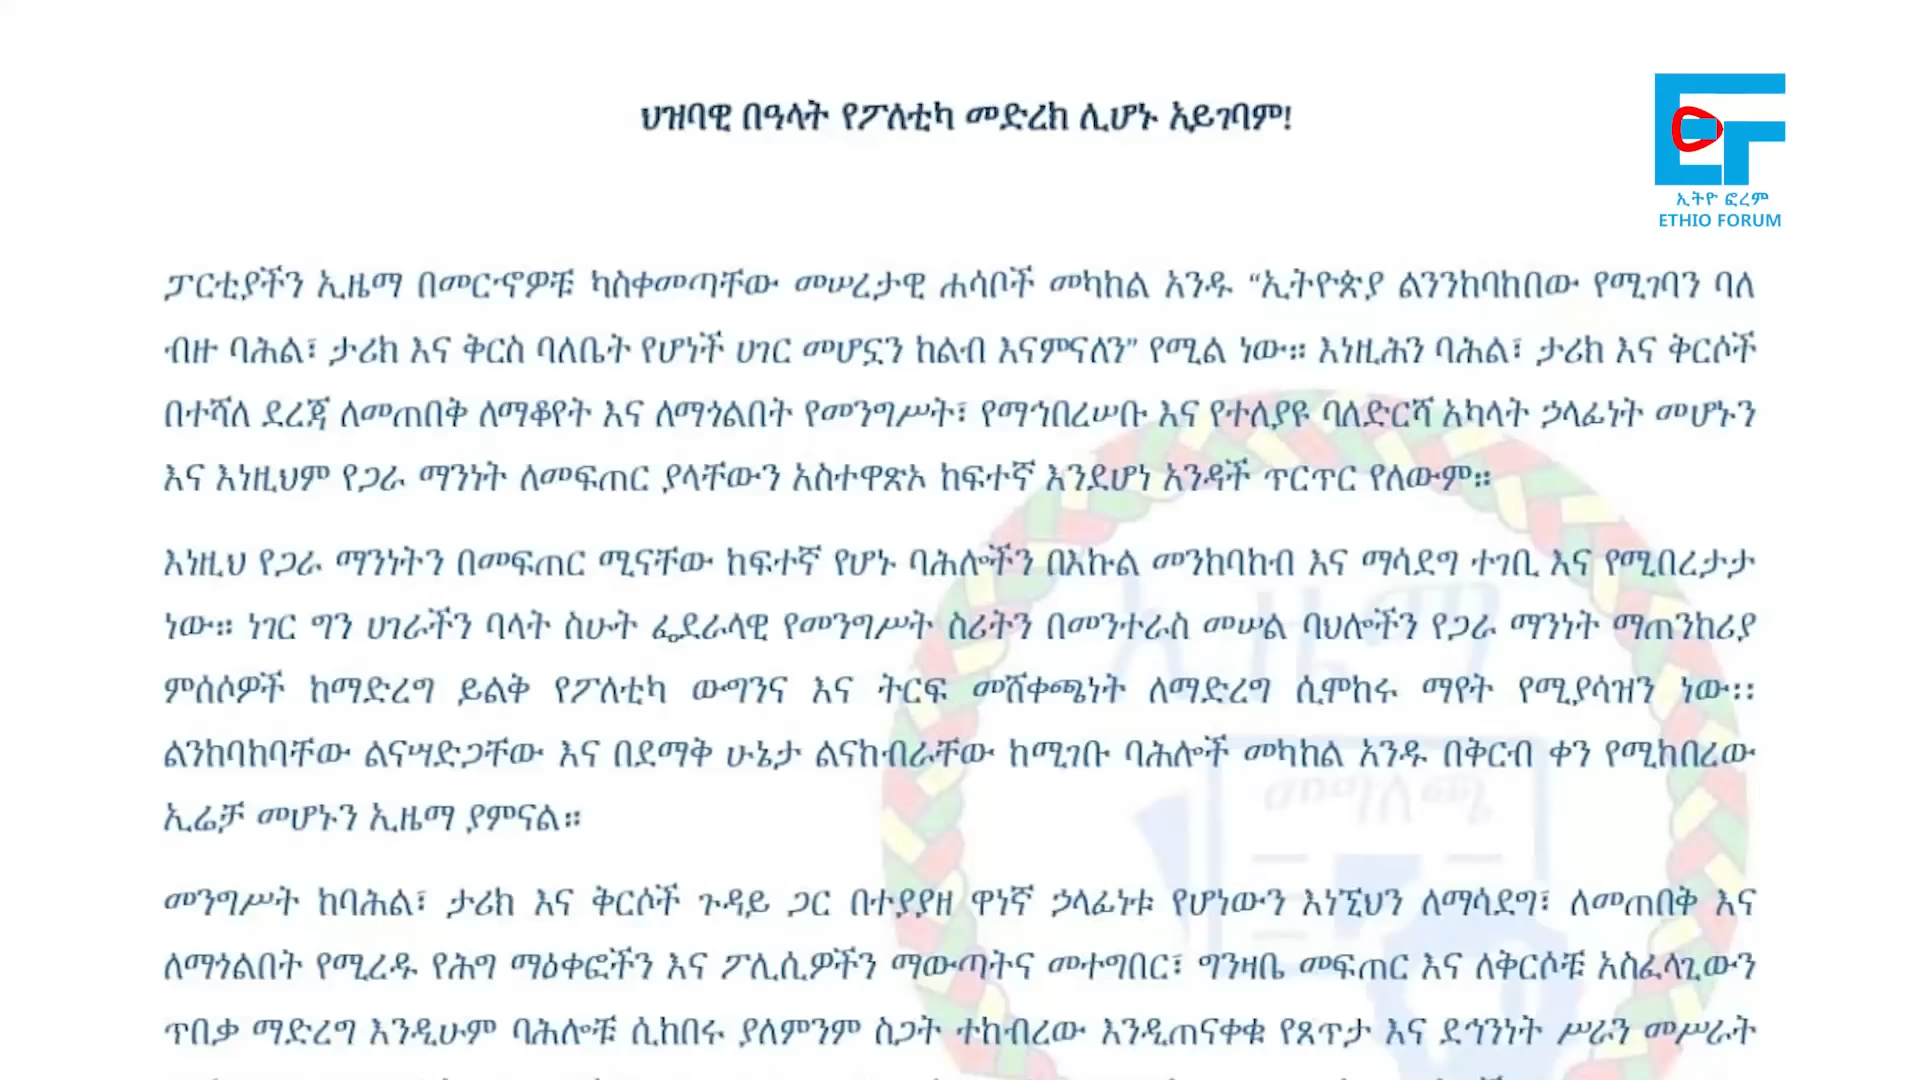 ህዝባዊ በዓላት የፖለቲካ መድረክ ሊሆኑ አይገባም!
ኢትዮ ፎረም
ETHIO FORUM
ፓርቲያችን ኢዜማ በመርኆዎቹ ካስቀመጣቸው መሠረታዊ ሐሳቦች መካከል አንዱ “ኢትዮጵያ ልንንከባከበው የሚገባን ባለ
ብዙ ባሕል፣ ታሪክ እና ቅርስ ባለቤት የሆነች ሀገር መሆኗን ከልብ እናምናለን” የሚል ነው። እነዚሕን ባሕል፣ ታሪክ እና ቅርሶች
በተሻለ ደረጃ ለመጠበቅ ለማቆየት እና ለማጎልበት የመንግሥት፣ የማኅበረሠቡ እና የተለያዩ ባለድርሻ አካላት ኃላፊነት መሆኑን
እና እነዚህም የጋራ ማንነት ለመፍጠር ያላቸውን አስተዋጽኦ ከፍተኛ እንደሆነ አንዳች ጥርጥር የለውም።
እነዚህ የጋራ ማንነትን በመፍጠር ሚናቸው ከፍተኛ የሆኑ ባሕሎችን በእኩል መንከባከብ እና ማሳደግ ተገቢ እና የሚበረታታ
ነው። ነገር ግን ሀገራችን ባላት ስሁት ፌደራላዊ የመንግሥት ስሪትን በመንተራስ መሠል ባህሎችን የጋራ ማንነት ማጠንከሪያ
ምሰሶዎች ከማድረግ ይልቅ የፖለቲካ ውግንና እና ትርፍ መሸቀጫነት ለማድረግ ሲሞከሩ ማየት የሚያሳዝን ነው፡፡
ልንከባከባቸው ልናሣድጋቸው እና በደማቅ ሁኔታ ልናከብራቸው ከሚገቡ ባሕሎች መካከል አንዱ በቅርብ ቀን የሚከበረው
ኢሬቻ መሆኑን ኢዜማ ያምናል።
መንግሥት ከባሕል፣ ታሪክ እና ቅርሶች ጉዳይ ጋር በተያያዘ ዋነኛ ኃላፊነቱ የሆነውን እነኚህን ለማሳደግ፣ ለመጠበቅ እና
ለማጎልበት የሚረዱ የሕግ ማዕቀፎችን እና ፖሊሲዎችን ማውጣትና መተግበር፣ ግንዛቤ መፍጠር እና ለቅርሶቹ አስፈላጊውን
ጥበቃ ማድረግ እንዲሁም ባሕሎቹ ሲከበሩ ያለምንም ስጋት ተከብረው እንዲጠናቀቁ የጸጥታ እና ደኅንነት ሥራን መሥራት
ኢዜማ
መግለጫ